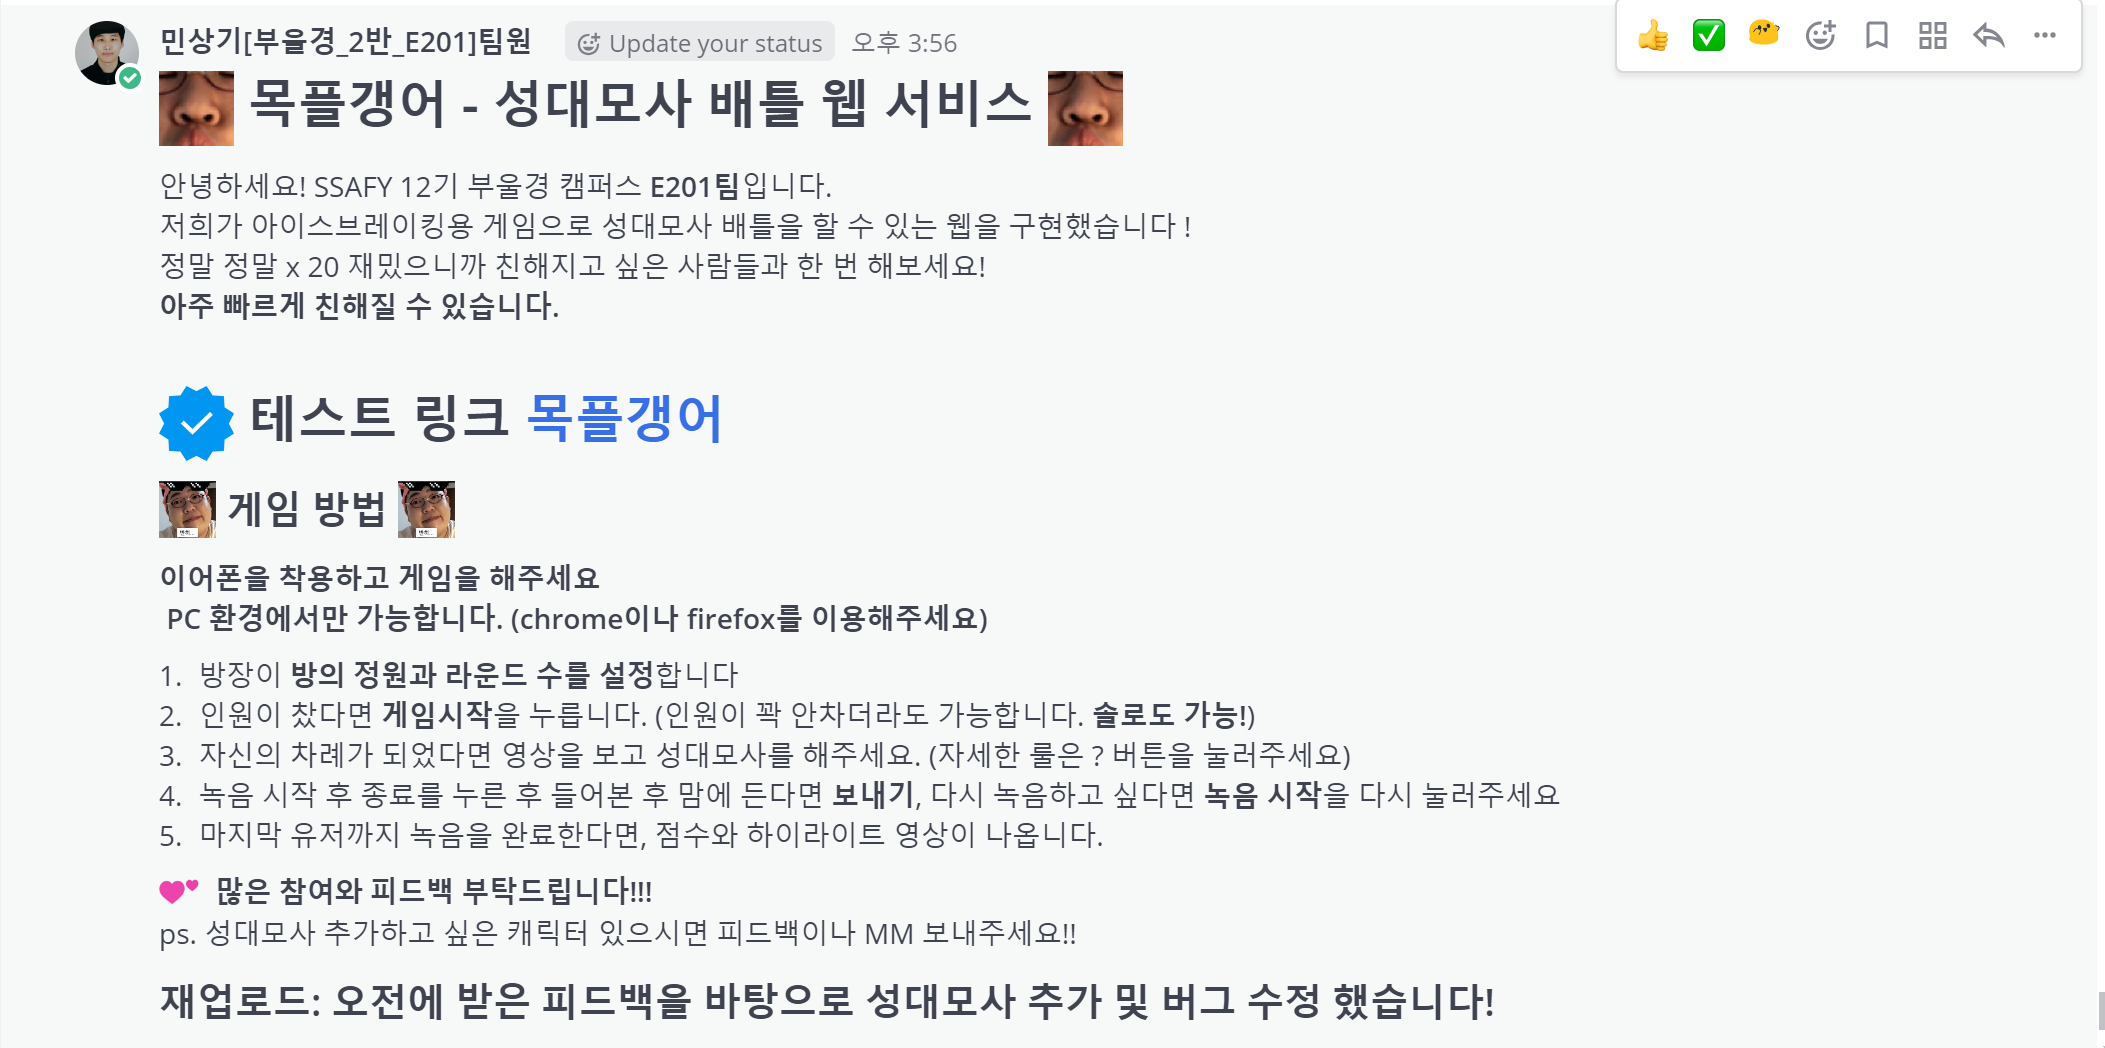 민상기[부울경_2반_E201]팀원 Update your status 오후 3:56
목플갱어 - 성대모사 배틀 웹 서비스
안녕하세요! SSAFY 12기 부울경 캠퍼스 E201팀입니다.
저희가 아이스브레이킹용 게임으로 성대모사 배틀을 할 수 있는 웹을 구현했습니다 !
정말 정말 x 20 재밌으니까 친해지고 싶은 사람들과 한 번 해보세요!
아주 빠르게 친해질 수 있습니다.
테스트 링크 목플갱어
게임 방법
이어폰을 착용하고 게임을 해주세요
PC 환경에서만 가능합니다. (chrome이나 firefox를 이용해주세요)
1. 방장이 방의 정원과 라운드 수를 설정합니다
2. 인원이 찼다면 게임시작을 누릅니다. (인원이 꽉 안차더라도 가능합니다. 솔로도 가능!)
3. 자신의 차례가 되었다면 영상을 보고 성대모사를 해주세요. (자세한 룰은 ? 버튼을 눌러주세요)
4. 녹음 시작 후 종료를 누른 후 들어본 후 맘에 든다면 보내기, 다시 녹음하고 싶다면 녹음 시작을 다시 눌러주세요
5. 마지막 유저까지 녹음을 완료한다면, 점수와 하이라이트 영상이 나옵니다.
많은 참여와 피드백 부탁드립니다!!!
ps. 성대모사 추가하고 싶은 캐릭터 있으시면 피드백이나 MM 보내주세요!!
재업로드: 오전에 받은 피드백을 바탕으로 성대모사 추가 및 버그 수정 했습니다!